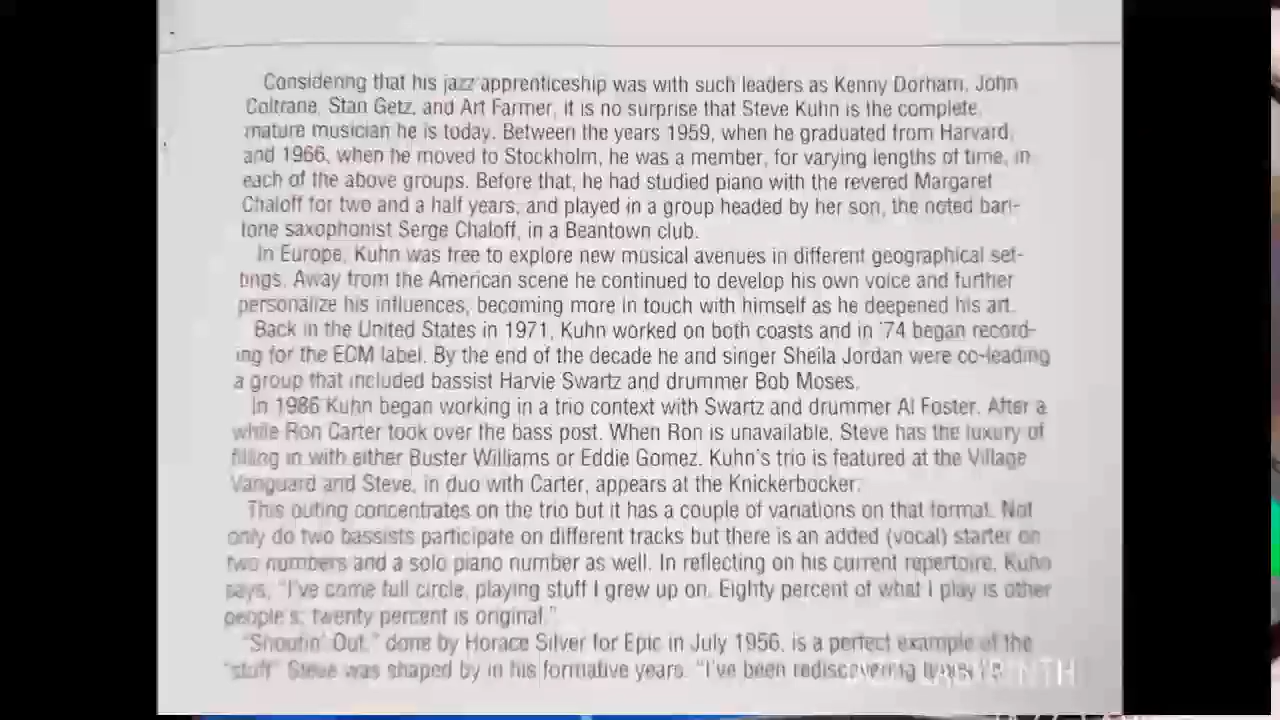 Considering that his jazz apprenticeship was with such leaders as Kenny Dorham, John
Coltrane, Stan Getz, and Art Farmer, it is no surprise that Steve Kuhn is the complete,
mature musician he is today. Between the years 1959, when he graduated from Harvard,
and 1966, when he moved to Stockholm, he was a member, for varying lengths of time, in
each of the above groups. Before that, he had studied piano with the revered Margaret
Chaloff for two and a half years, and played in a group headed by her son, the noted bari-
tone saxophonist Serge Chaloff, in a Beantown club.
In Europe, Kuhn was free to explore new musical avenues in different geographical set-
tings. Away from the American scene he continued to develop his own voice and further
personalize his influences, becoming more in touch with himself as he deepened his art.
Back in the United States in 1971, Kuhn worked on both coasts and in '74 began record-
ing for the ECM label. By the end of the decade he and singer Sheila Jordan were co-leading
a group that included bassist Harvie Swartz and drummer Bob Moses.
In 1986 Kuhn began working in a trio context with Swartz and drummer Al Foster. After a
while Ron Carter took over the bass post. When Ron is unavailable, Steve has the luxury of
filling in with either Buster Williams or Eddie Gomez. Kuhn's trio is featured at the Village
Vanguard and Steve, in duo with Carter, appears at the Knickerbocker.
This outing concentrates on the trio but it has a couple of variations on that format. Not
only do two bassists participate on different tracks but there is an added (vocal) starter on
two numbers and a solo piano number as well. In reflecting on his current repertoire, Kuhn
says, "I've come full circle, playing stuff I grew up on. Eighty percent of what I play is other
people's; twenty percent is original."
"Shoutin' Out," done by Horace Silver for Epic in July 1956, is a perfect example of the
"stuff" Steve was shaped by in his formative years. "I've been rediscovering